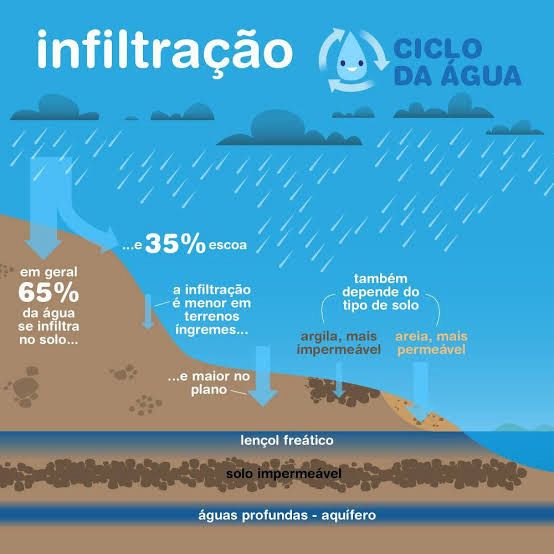 infiltração
CICLO
DA ÁGUA
...e 35% escoa
em geral
65%
da água
se infiltra
no solo...
a infiltração
é menor em
terrenos
íngremes...
também
depende do
tipo de solo
argila, mais
impermeável
areia, mais
permeável
...e maior no
plano
lençol freático
solo impermeável
águas profundas - aquífero